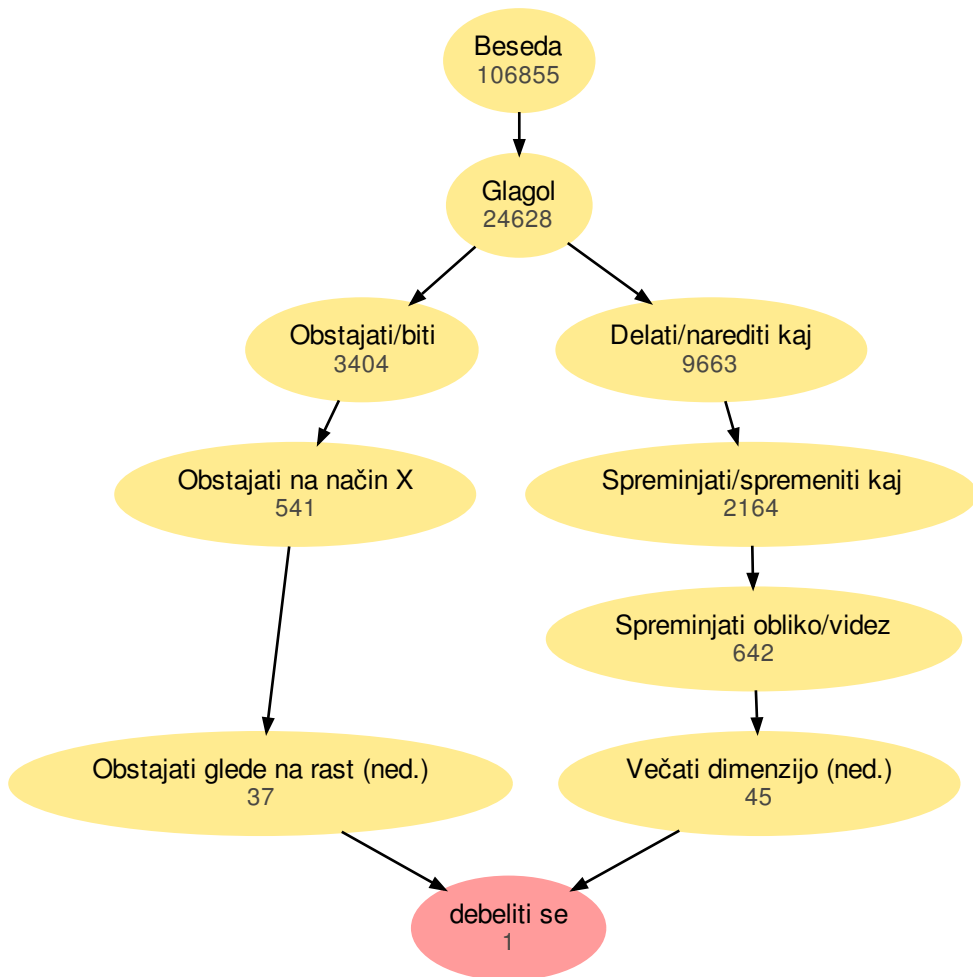 Beseda
106855
Glagol
24628
Obstajati/biti
3404
Delati/narediti kaj
9663
Obstajati na način X
541
Spreminjati/spremeniti kaj
2164
Spreminjati obliko/videz
642
Obstajati glede na rast (ned.)
37
Večati dimenzijo (ned.)
45
debeliti se
1